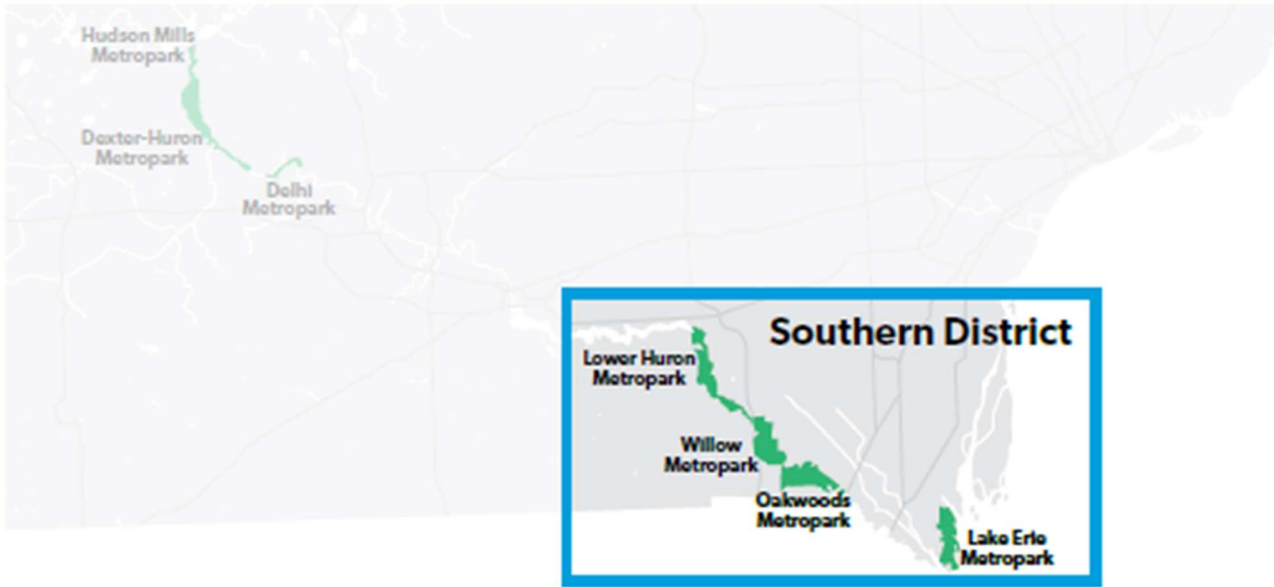 Hudson Mills
Metropark
Dexter-Huron
Metropark
Delhi
Metropark
Southern District
Lower Huron
Metropark
Willow
Metropark
Oakwoods
Metropark
Lake Erie
Metropark